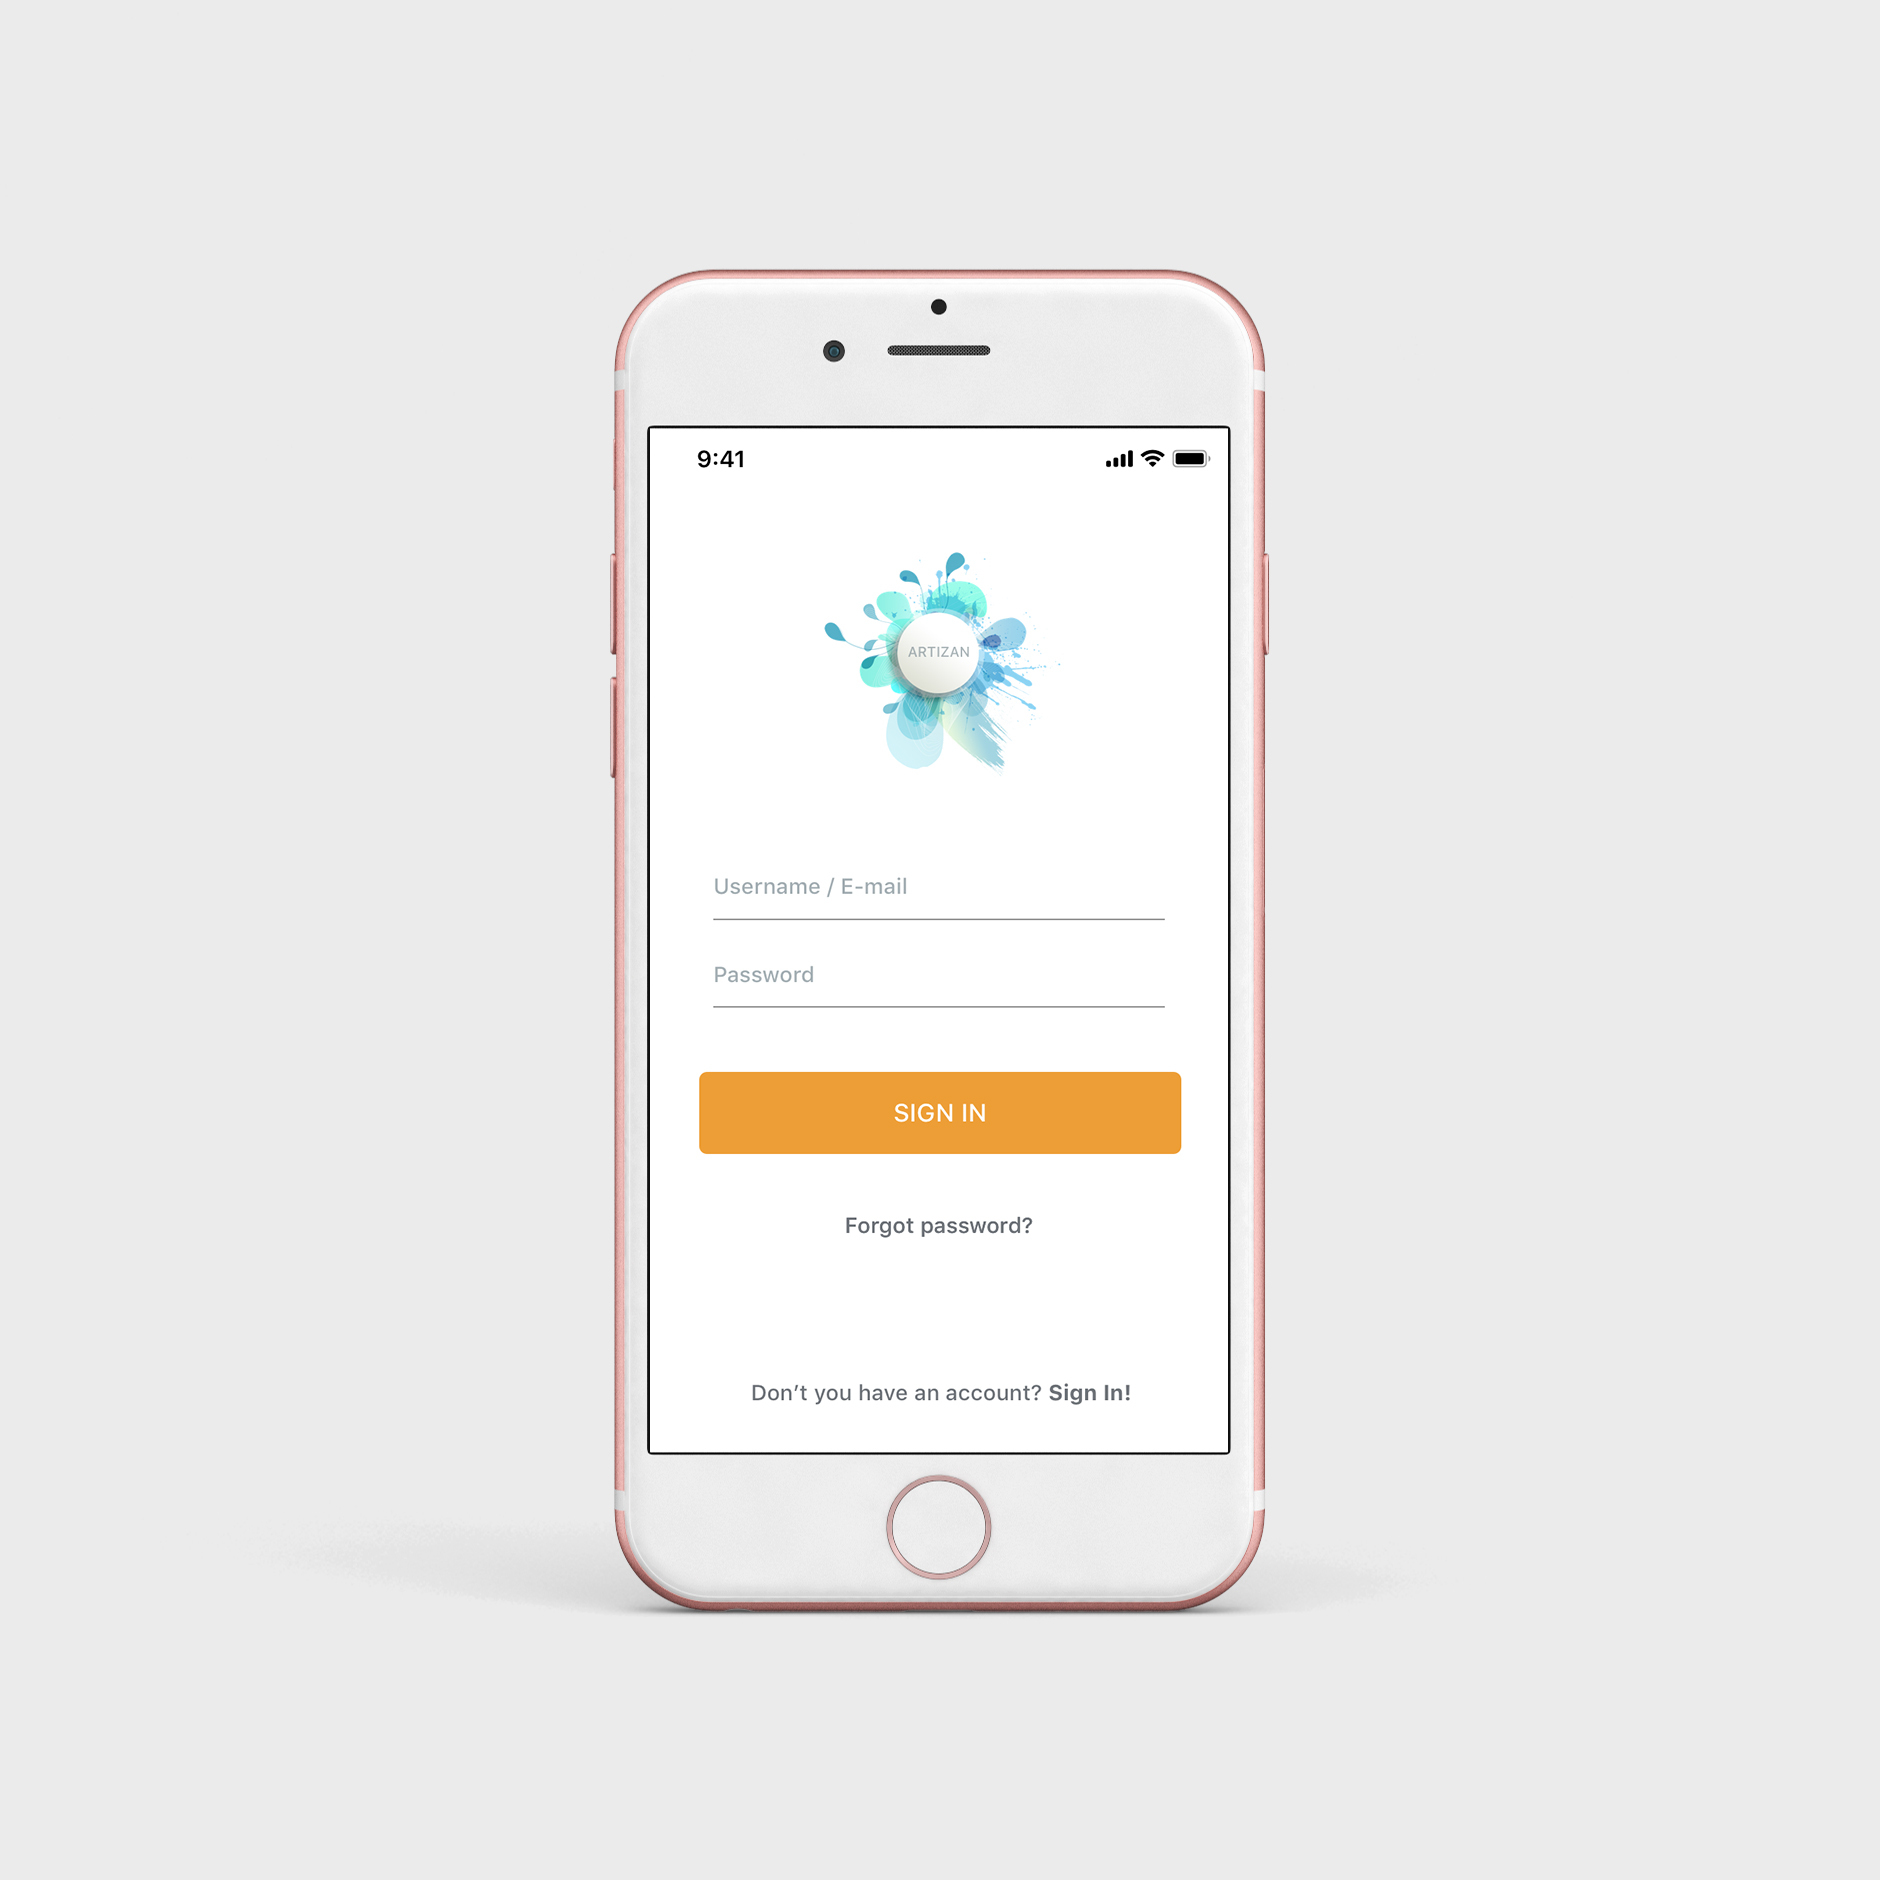 9:41
ARTIZAN
Username / E-mail
Password
SIGN IN
Forgot password?
Don’t you have an account? Sign In!